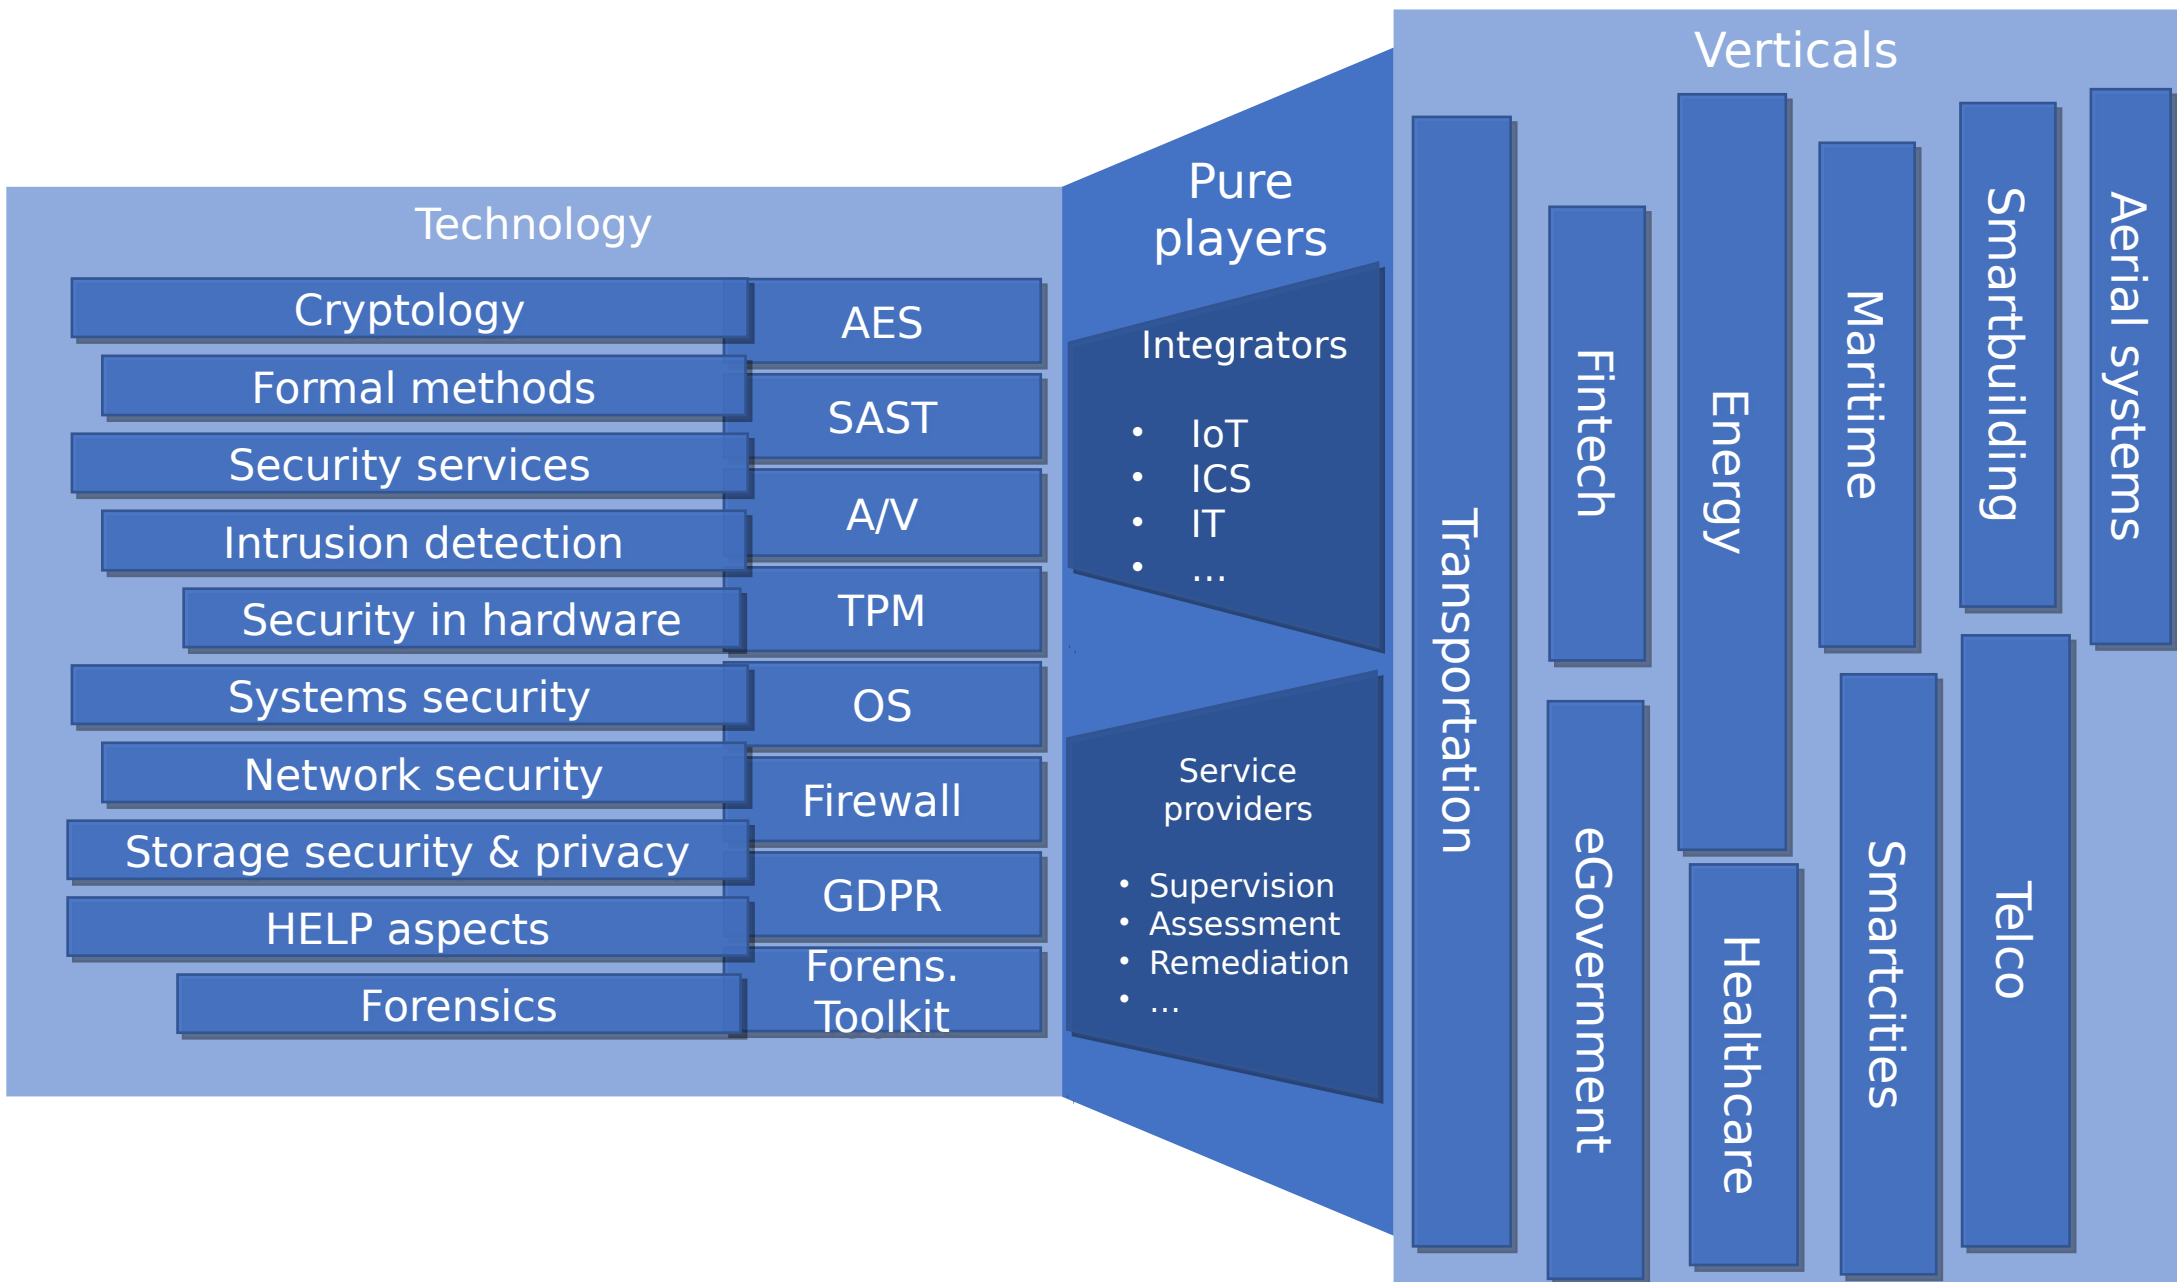 Technology
Cryptology
Formal methods
Security services
Intrusion detection
Security in hardware
Systems security
Network security
Storage security & privacy
HELP aspects
Forensics
AES
SAST
A/V
TPM
OS
Firewall
GDPR
Forens.
Toolkit
Pure
players
Integrators
• IoT
• ICS
• IT
• ...
Service
providers
• Supervision
• Assessment
• Remediation
• ...
Verticals
Transportation
Fintech
eGovernment
Energy
Healthcare
Maritime
Smartcities
Smartbuilding
Telco
Aerial systems